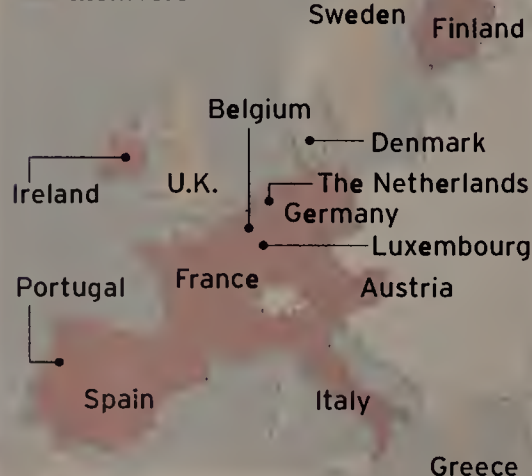 Sweden
Finland
Belgium
Denmark
Ireland
U.K.
The Netherlands
Germany
Luxembourg
Portugal
France
Austria
Spain
Italy
Greece